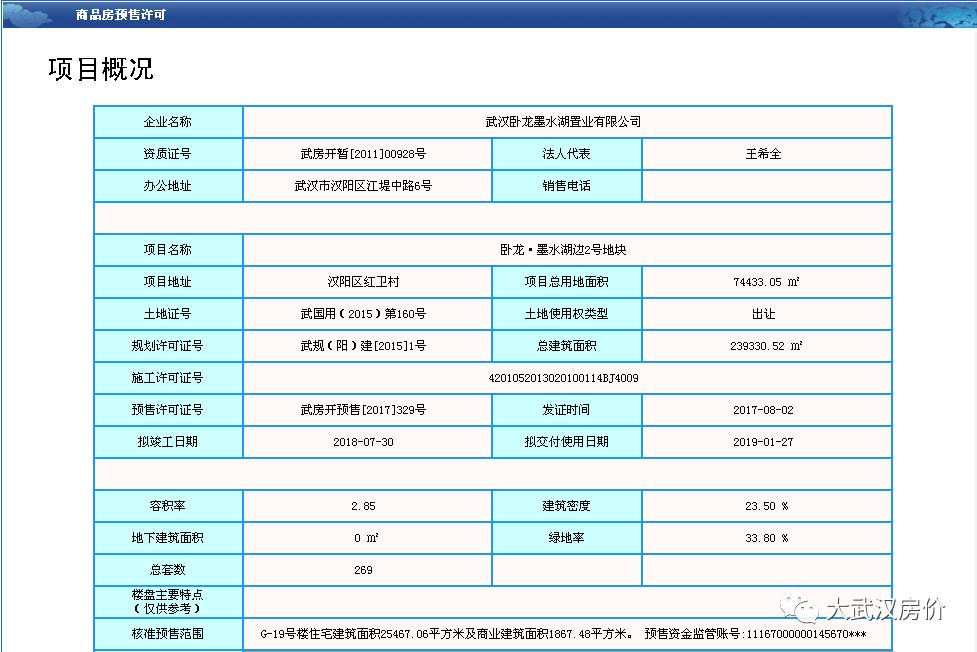 商品房预售许可
项目概况
企业名称 武汉卧龙墨水湖置业有限公司
资质证号 武房开暂[2011]00928号 法人代表 王希全
办公地址 武汉市汉阳区江堤中路6号 销售电话
项目名称 卧龙·墨水湖边2号地块
项目地址 汉阳区红卫村 项目总用地面积 74433.05 ㎡
土地证号 武国用(2015)第160号 土地使用权类型 出让
规划许可证号 武规(阳)建[2015]1号 总建筑面积 239330.52 ㎡
施工许可证号 4201052013020100114BJ4009
预售许可证号 武房开预售[2017]329号 发证时间 2017-08-02
拟竣工日期 2018-07-30 拟交付使用日期 2019-01-27
容积率 2.85 建筑密度 23.50 %
地下建筑面积 0 ㎡ 绿地率 33.80 %
总套数 269
楼盘主要特点
(仅供参考)
大武汉房价
核准预售范围 G-19号楼住宅建筑面积25467.06平方米及商业建筑面积1867.48平方米。 预售资金监管账号:11167000000145670***